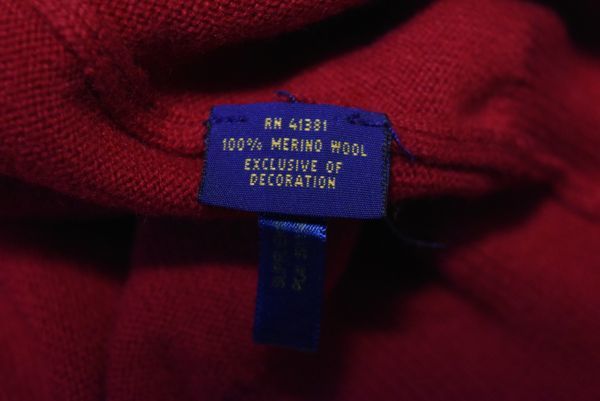 RN 41381
100% MERINO WOOL
EXCLUSIVE OF
DECORATION